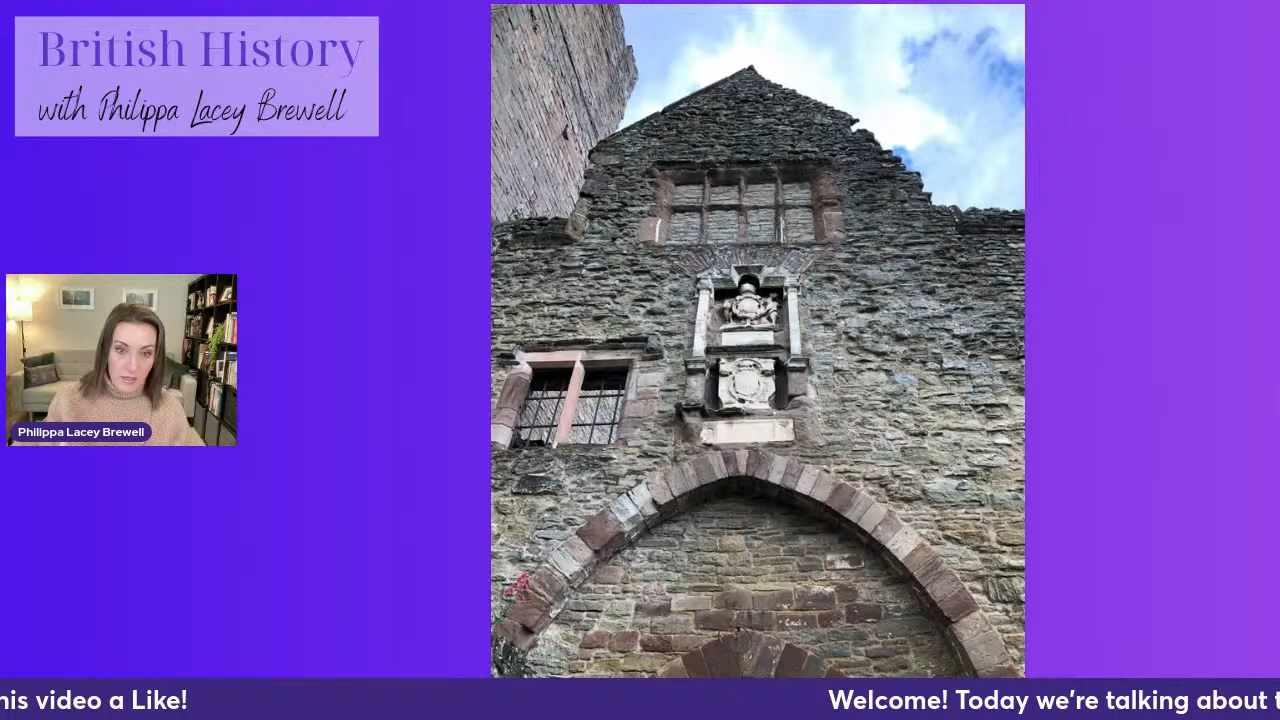 British History
with Philippa Lacey Brewell
Philippa Lacey Brewell
his video a Like!
Welcome! Today we're talking about t